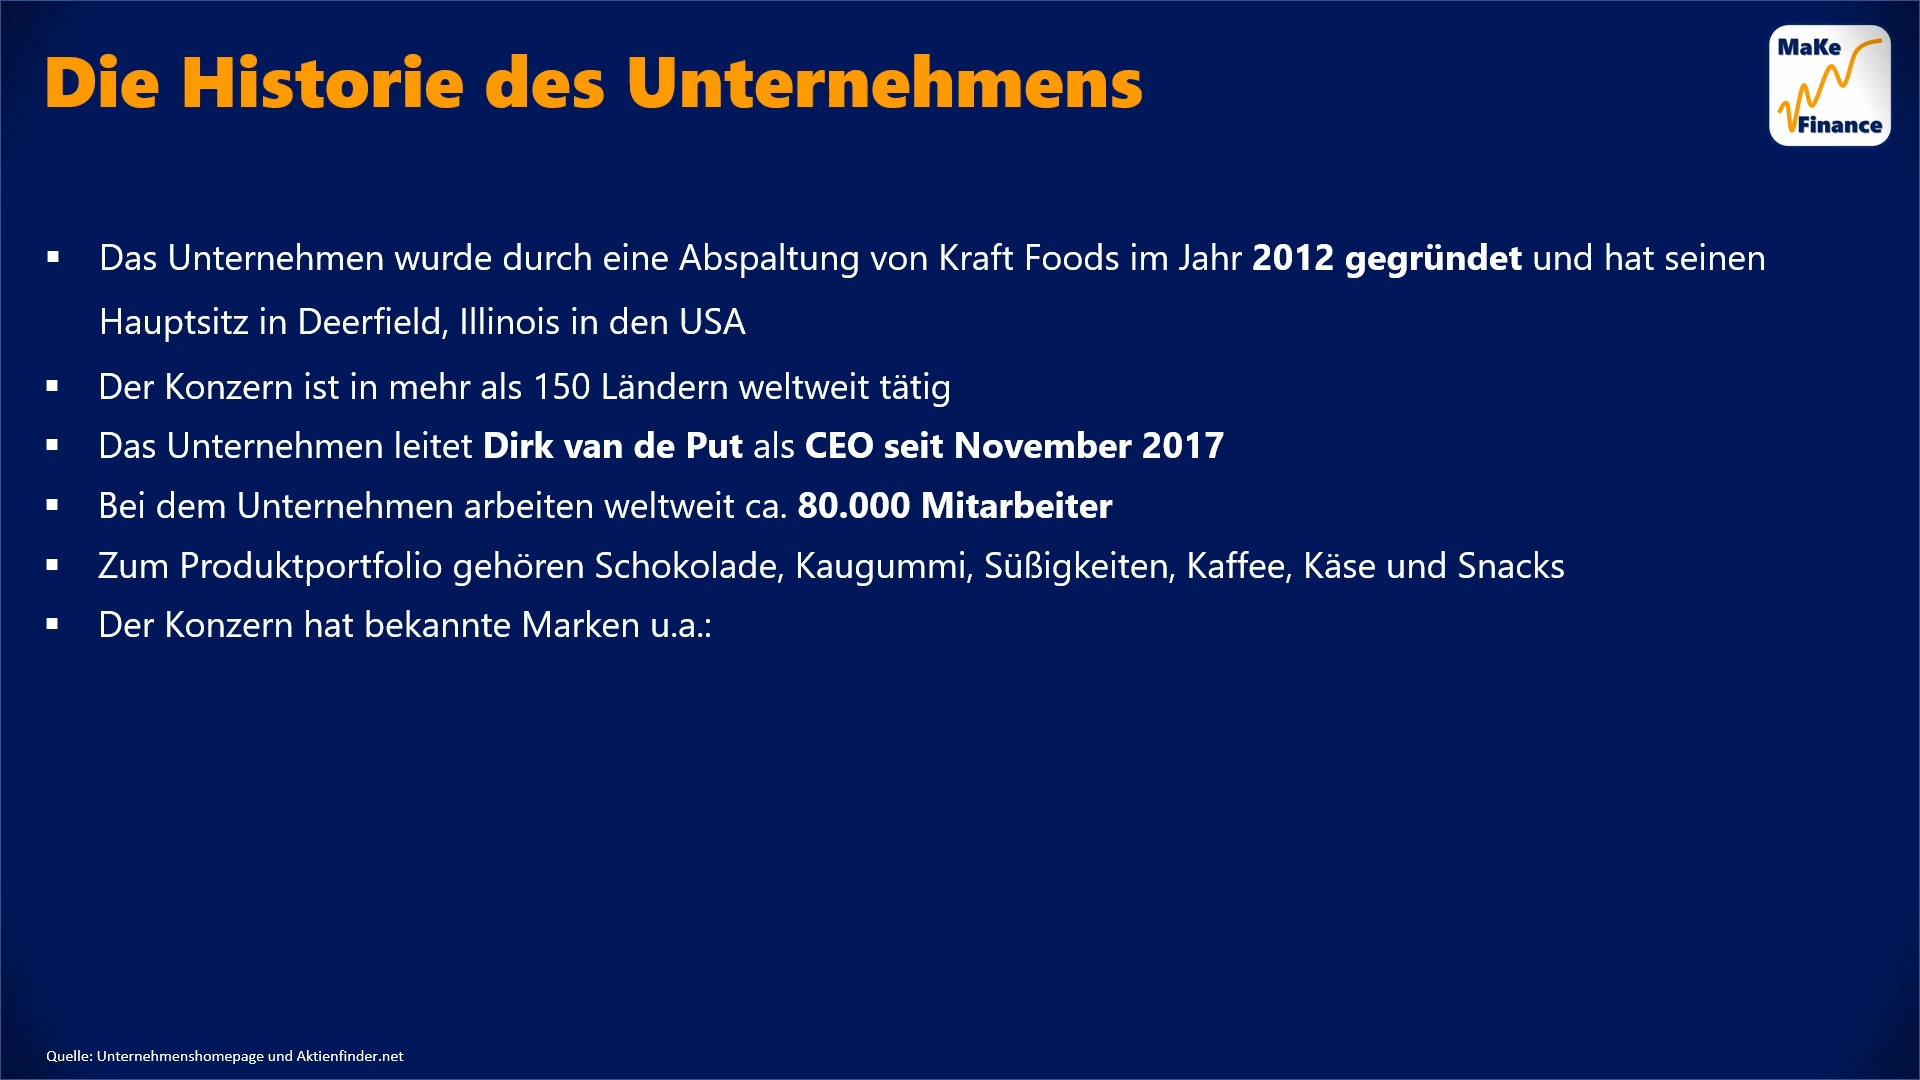 Die Historie des Unternehmens
MaKe
Finance
▪ Das Unternehmen wurde durch eine Abspaltung von Kraft Foods im Jahr 2012 gegründet und hat seinen
Hauptsitz in Deerfield, Illinois in den USA
▪ Der Konzern ist in mehr als 150 Ländern weltweit tätig
▪ Das Unternehmen leitet Dirk van de Put als CEO seit November 2017
▪ Bei dem Unternehmen arbeiten weltweit ca. 80.000 Mitarbeiter
▪ Zum Produktportfolio gehören Schokolade, Kaugummi, Süßigkeiten, Kaffee, Käse und Snacks
▪ Der Konzern hat bekannte Marken u.a.:
Quelle: Unternehmenshomepage und Aktienfinder.net